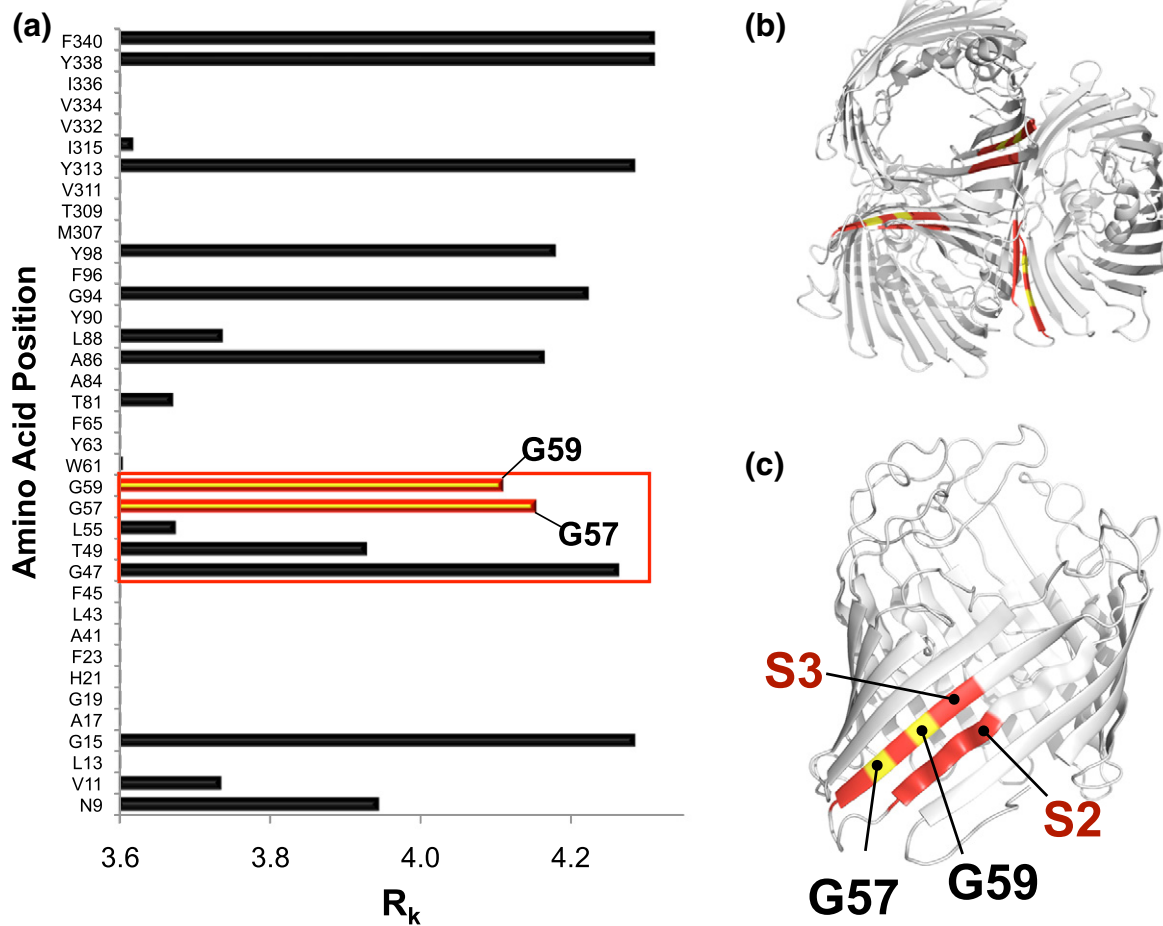 (a)
Amino Acid Position
F340
Y338
I336
V334
V332
I315
Y313
V311
T309
M307
Y98
F96
G94
Y90
L88
A86
A84
T81
F65
Y63
W61
G59
G57
L55
T49
G47
F45
L43
A41
F23
H21
G19
A17
G15
L13
V11
N9
G59
G57
3.6 3.8 4.0 4.2
Rk
(b)
(c)
S3
S2
G57
G59